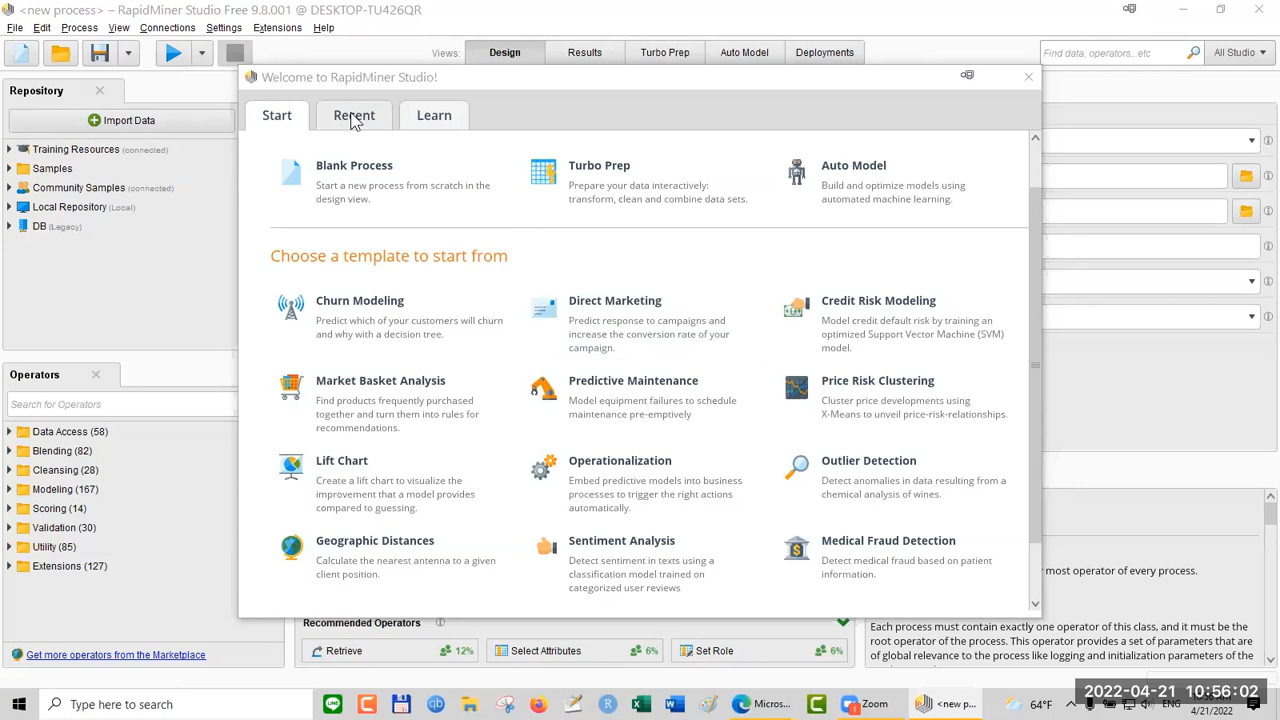 <new process> – RapidMiner Studio Free 9.8.001 @ DESKTOP-TU426QR
File Edit Process View Connections Settings Extensions Help
Views: Design Results Turbo Prep Auto Model Deployments
Find data, operators...etc All Studio
Repository
Import Data
Training Resources (connected)
Samples
Community Samples (connected)
Local Repository (Local)
DB (Legacy)
Operators
Search for Operators
Data Access (58)
Blending (82)
Cleansing (28)
Modeling (167)
Scoring (14)
Validation (30)
Utility (85)
Extensions (127)
Get more operators from the Marketplace
Welcome to RapidMiner Studio!
Start Recent Learn
Blank Process
Start a new process from scratch in the
design view.
Turbo Prep
Prepare your data interactively:
transform, clean and combine data sets.
Auto Model
Build and optimize models using
automated machine learning.
Choose a template to start from
Churn Modeling
Predict which of your customers will churn
and why with a decision tree.
Direct Marketing
Predict response to campaigns and
increase the conversion rate of your
campaign.
Credit Risk Modeling
Model credit default risk by training an
optimized Support Vector Machine (SVM)
model.
Market Basket Analysis
Find products frequently purchased
together and turn them into rules for
recommendations.
Predictive Maintenance
Model equipment failures to schedule
maintenance pre-emptively
Price Risk Clustering
Cluster price developments using
X-Means to unveil price-risk-relationships.
Lift Chart
Create a lift chart to visualize the
improvement that a model provides
compared to guessing.
Operationalization
Embed predictive models into business
processes to trigger the right actions
automatically.
Outlier Detection
Detect anomalies in data resulting from a
chemical analysis of wines.
Geographic Distances
Calculate the nearest antenna to a given
client position.
Sentiment Analysis
Detect sentiment in texts using a
classification model trained on
categorized user reviews
Medical Fraud Detection
Detect medical fraud based on patient
information.
Recommended Operators
Retrieve 12% Select Attributes 6% Set Role 6%
most operator of every process.
Each process must contain exactly one operator of this class, and it must be the
root operator of the process. This operator provides a set of parameters that are
of global relevance to the process like logging and initialization parameters of the
Type here to search
Micros...
Zoom
<new p...
64°F
ENG
4/21/2022
2022-04-21 10:56:02